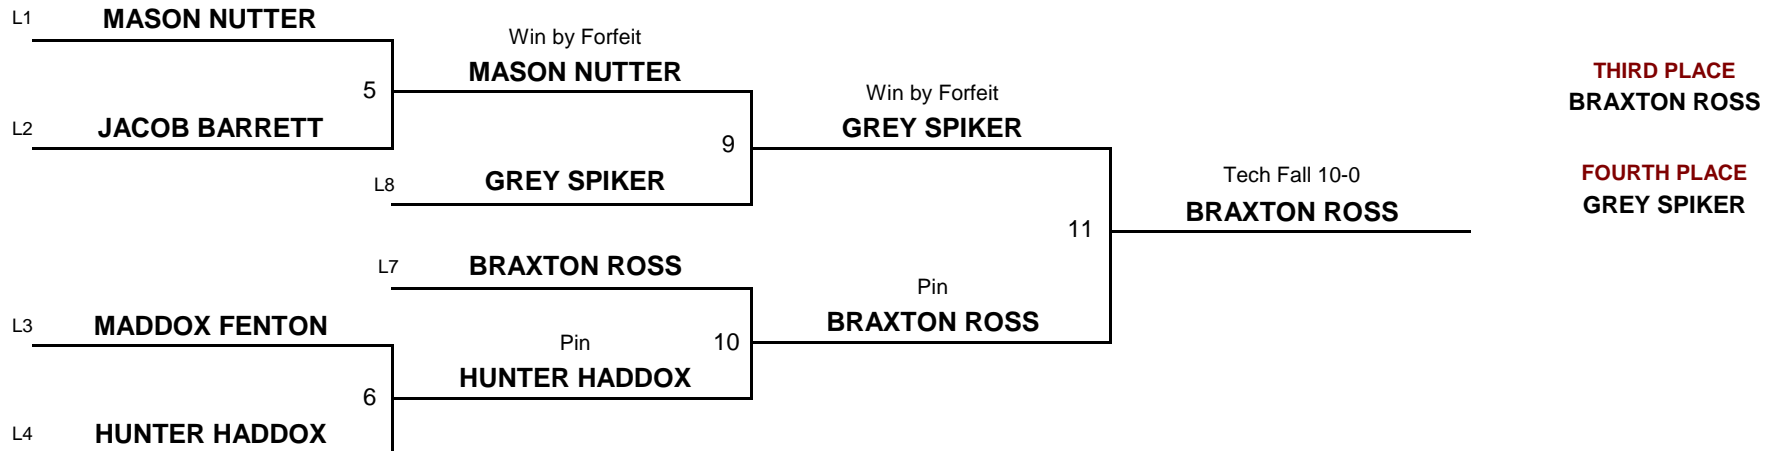 L1 MASON NUTTER
Win by Forfeit
MASON NUTTER
5
L2 JACOB BARRETT
Win by Forfeit
GREY SPIKER
9
L8 GREY SPIKER
THIRD PLACE
BRAXTON ROSS
FOURTH PLACE
GREY SPIKER
Tech Fall 10-0
BRAXTON ROSS
11
L7 BRAXTON ROSS
Pin
BRAXTON ROSS
L3 MADDOX FENTON
Pin
10
HUNTER HADDOX
6
L4 HUNTER HADDOX